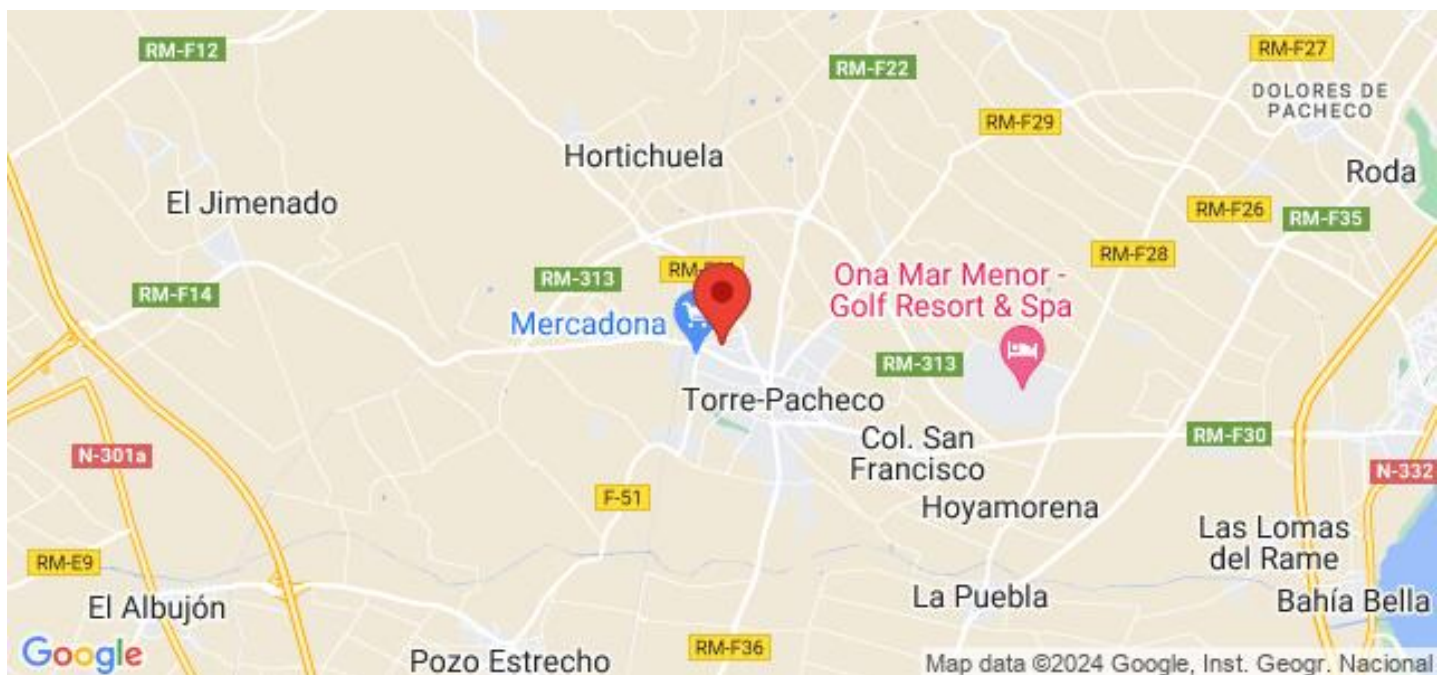 RM-F12
RM-F22
RM-F27
DOLORES DE
PACHECO
RM-F29
Hortichuela
Roda
El Jimenado
RM-F26
RM-F35
RM-F28
RM-313
Ona Mar Menor -
Golf Resort & Spa
RM-F14
Mercadona
RM-313
Torre-Pacheco
Col. San
Francisco
RM-F30
N-301a
N-332
F-51
Hoyamorena
Las Lomas
del Rame
RM-E9
El Albujón
La Puebla
Bahía Bella
Google
Pozo Estrecho
RM-F36
Map data ©2024 Google, Inst. Geogr. Nacional